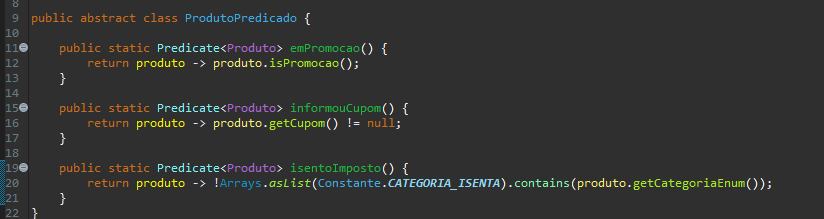 8
9 public abstract class ProdutoPredicado {
10
11 public static Predicate<Produto> emPromocao() {
12 return produto -> produto.isPromocao();
13 }
14
15 public static Predicate<Produto> informouCupom() {
16 return produto -> produto.getCupom() != null;
17 }
18
19 public static Predicate<Produto> isentoImposto() {
20 return produto -> !Arrays.asList(Constante.CATEGORIA_ISENTA).contains(produto.getCategoriaEnum());
21 }
22 }